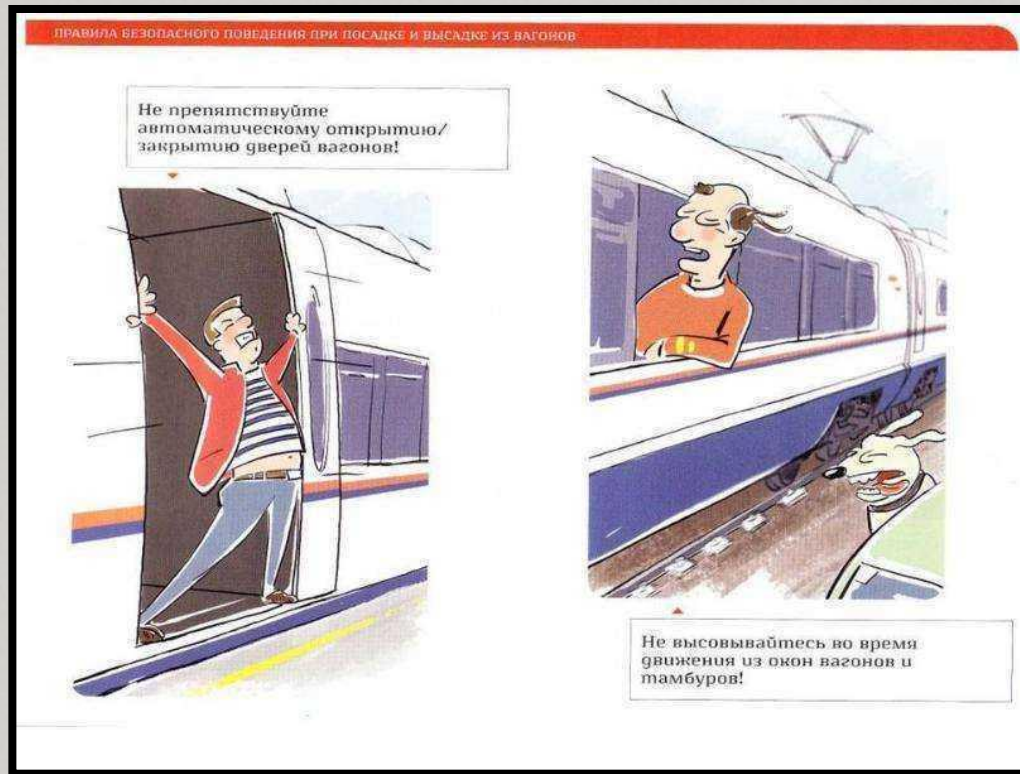 ПРАВИЛА БЕЗОПАСНОГО ПОВЕДЕНИЯ ПРИ ПОСАДКЕ И ВЫСАДКЕ ИЗ ВАГОНОВ
Не препятствуйте
автоматическому открытию/
закрытию дверей вагонов!
Не высовывайтесь во время
движения из окон вагонов и
тамбуров!